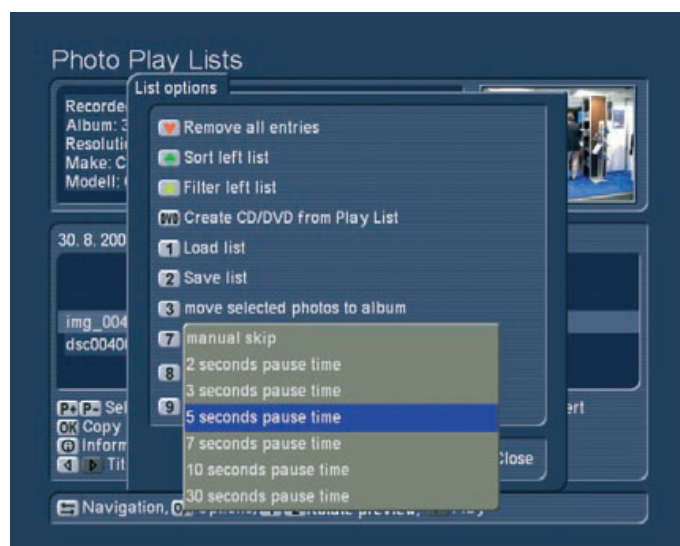 Photo Play Lists
List options
Recorde
Album: 3
Resoluti
Make: C
Modell:
Remove all entries
Sort left list
Filter left list
DVD Create CD/DVD from Play List
1 Load list
2 Save list
3 move selected photos to album
30. 8. 200
img_004
dsc0040
7 manual skip
2 seconds pause time
8
3 seconds pause time
9 5 seconds pause time
7 seconds pause time
10 seconds pause time
30 seconds pause time
P+ P- Sel
ert
OK Copy
Inform
Tit
Close
Navigation, Rotate preview,